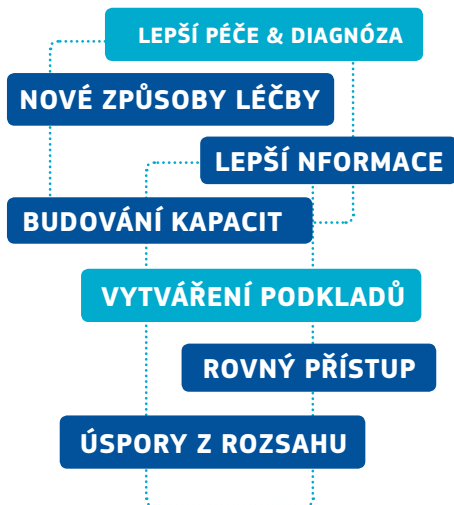 LEPŠÍ PÉČE & DIAGNÓZA
NOVÉ ZPŮSOBY LÉČBY
LEPŠÍ NFORMACE
BUDOVÁNÍ KAPACIT
VYTVÁŘENÍ PODKLADŮ
ROVNÝ PŘÍSTUP
ÚSPORY Z ROZSAHU